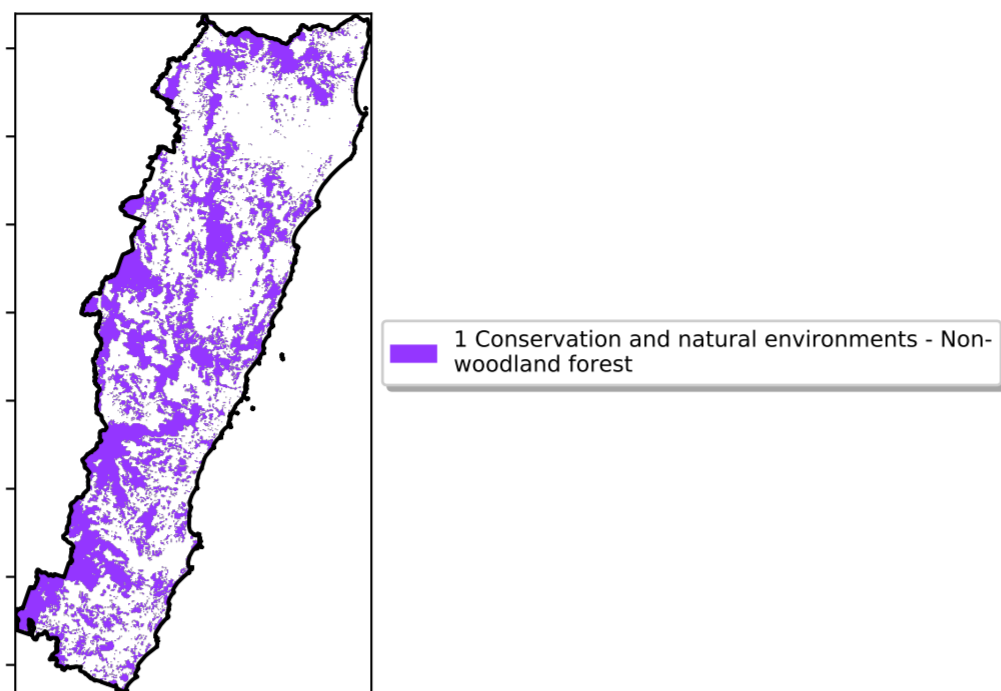 1 Conservation and natural environments - Non-
woodland forest